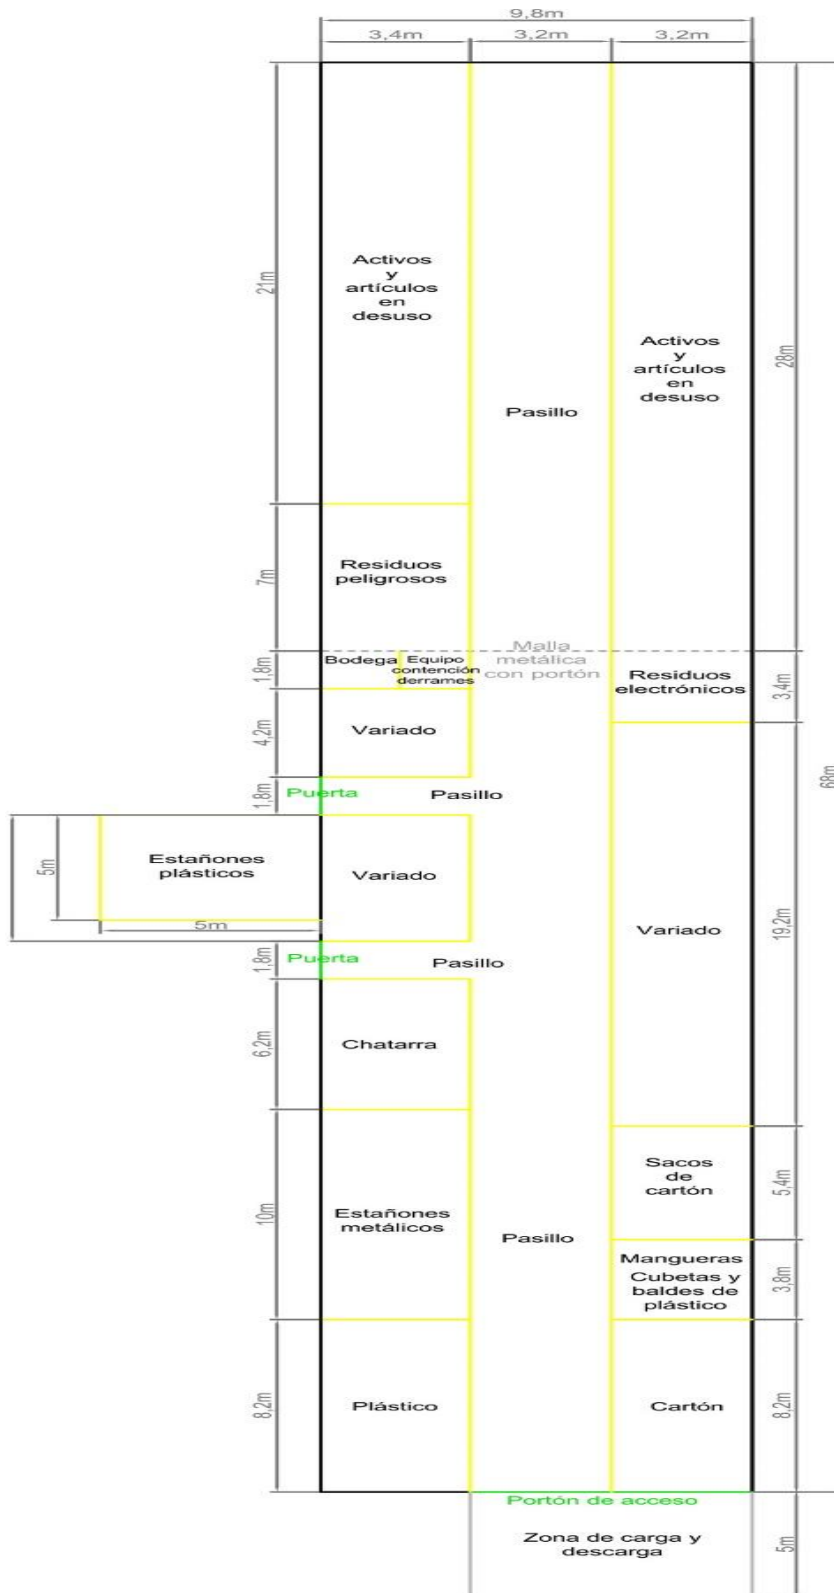 9,8m
3,4m
3,2m
3,2m
21m
Activos
y
artículos
en
desuso
Activos
y
artículos
en
desuso
28m
Pasillo
7m
Residuos
peligrosos
Malla
metálica
con portón
1,8m
Bodega
Equipo
contención
derrames
Residuos
electrónicos
3,4m
4,2m
Variado
68m
1,8m
Puerta
Pasillo
5m
Estañones
plásticos
Variado
5m
Variado
19,2m
1,8m
Puerta
Pasillo
6,2m
Chatarra
Sacos
de
cartón
5,4m
10m
Estañones
metálicos
Pasillo
Mangueras
Cubetas y
baldes de
plástico
3,8m
8,2m
Plástico
Cartón
8,2m
Portón de acceso
Zona de carga y
descarga
5m